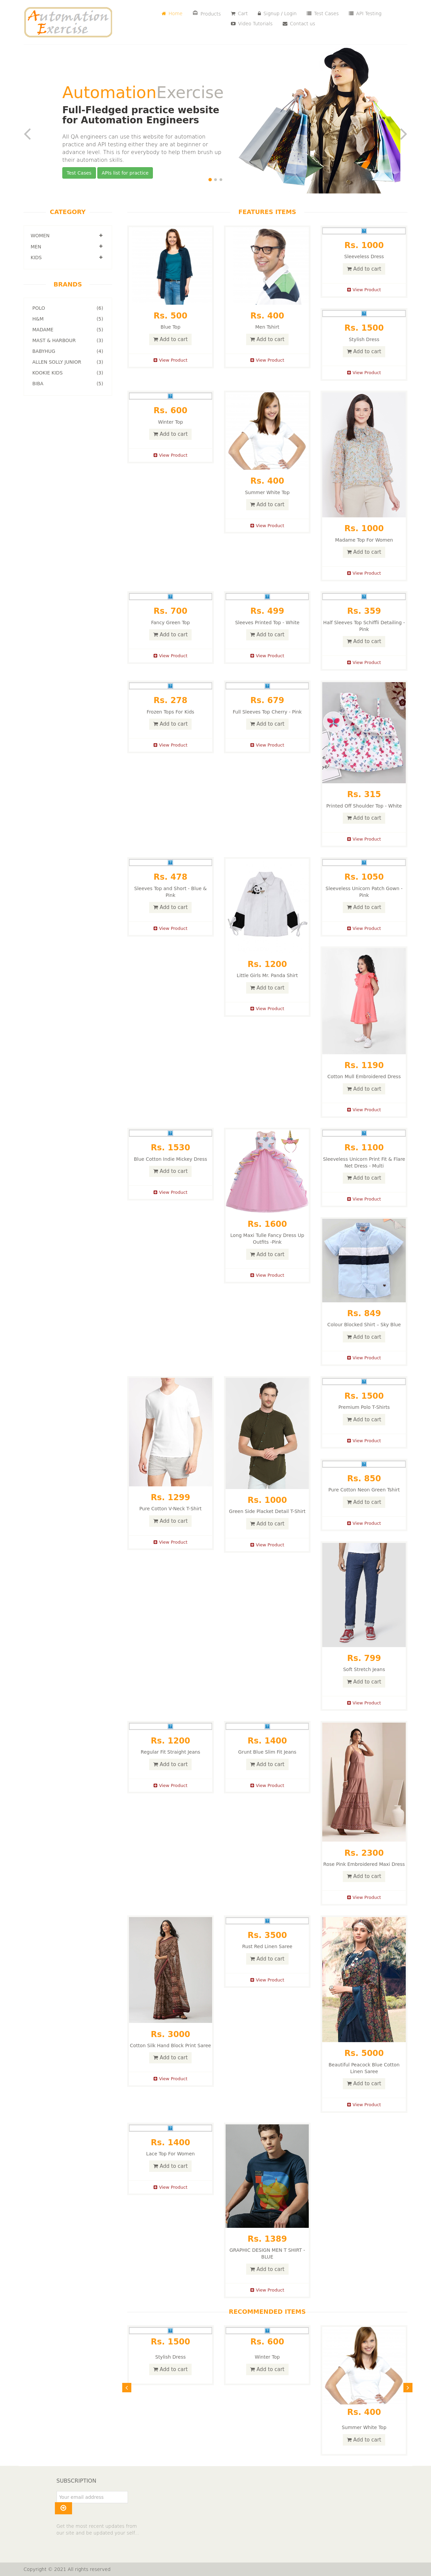 Automation
Exercise
Home
Products
Cart
Signup / Login
Test Cases
API Testing
Video Tutorials
Contact us
AutomationExercise
Full-Fledged practice website
for Automation Engineers
All QA engineers can use this website for automation
practice and API testing either they are at beginner or
advance level. This is for everybody to help them brush up
their automation skills.
Test Cases
APIs list for practice
CATEGORY
WOMEN
MEN
KIDS
BRANDS
POLO (6)
H&M (5)
MADAME (5)
MAST & HARBOUR (3)
BABYHUG (4)
ALLEN SOLLY JUNIOR (3)
KOOKIE KIDS (3)
BIBA (5)
FEATURES ITEMS
Rs. 500
Blue Top
Add to cart
View Product
Rs. 400
Men Tshirt
Add to cart
View Product
Rs. 1000
Sleeveless Dress
Add to cart
View Product
Rs. 1500
Stylish Dress
Add to cart
View Product
Rs. 600
Winter Top
Add to cart
View Product
Rs. 400
Summer White Top
Add to cart
View Product
Rs. 1000
Madame Top For Women
Add to cart
View Product
Rs. 700
Fancy Green Top
Add to cart
View Product
Rs. 499
Sleeves Printed Top - White
Add to cart
View Product
Rs. 359
Half Sleeves Top Schiffli Detailing -
Pink
Add to cart
View Product
Rs. 278
Frozen Tops For Kids
Add to cart
View Product
Rs. 679
Full Sleeves Top Cherry - Pink
Add to cart
View Product
Rs. 315
Printed Off Shoulder Top - White
Add to cart
View Product
Rs. 478
Sleeves Top and Short - Blue &
Pink
Add to cart
View Product
Rs. 1200
Little Girls Mr. Panda Shirt
Add to cart
View Product
Rs. 1050
Sleeveless Unicorn Patch Gown -
Pink
Add to cart
View Product
Rs. 1190
Cotton Mull Embroidered Dress
Add to cart
View Product
Rs. 1530
Blue Cotton Indie Mickey Dress
Add to cart
View Product
Rs. 1600
Long Maxi Tulle Fancy Dress Up
Outfits -Pink
Add to cart
View Product
Rs. 1100
Sleeveless Unicorn Print Fit & Flare
Net Dress - Multi
Add to cart
View Product
Rs. 849
Colour Blocked Shirt – Sky Blue
Add to cart
View Product
Rs. 1299
Pure Cotton V-Neck T-Shirt
Add to cart
View Product
Rs. 1000
Green Side Placket Detail T-Shirt
Add to cart
View Product
Rs. 1500
Premium Polo T-Shirts
Add to cart
View Product
Rs. 850
Pure Cotton Neon Green Tshirt
Add to cart
View Product
Rs. 799
Soft Stretch Jeans
Add to cart
View Product
Rs. 1200
Regular Fit Straight Jeans
Add to cart
View Product
Rs. 1400
Grunt Blue Slim Fit Jeans
Add to cart
View Product
Rs. 2300
Rose Pink Embroidered Maxi Dress
Add to cart
View Product
Rs. 3000
Cotton Silk Hand Block Print Saree
Add to cart
View Product
Rs. 3500
Rust Red Linen Saree
Add to cart
View Product
Rs. 5000
Beautiful Peacock Blue Cotton
Linen Saree
Add to cart
View Product
Rs. 1400
Lace Top For Women
Add to cart
View Product
Rs. 1389
GRAPHIC DESIGN MEN T SHIRT -
BLUE
Add to cart
View Product
RECOMMENDED ITEMS
Rs. 1500
Stylish Dress
Add to cart
Rs. 600
Winter Top
Add to cart
Rs. 400
Summer White Top
Add to cart
SUBSCRIPTION
Your email address
Get the most recent updates from
our site and be updated your self...
Copyright © 2021 All rights reserved